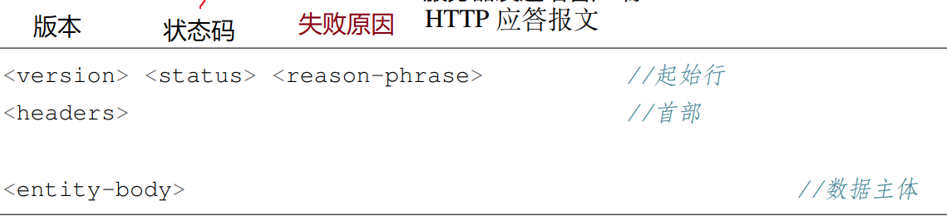 版本 状态码 失败原因 HTTP 应答报文
<version> <status> <reason-phrase> //起始行
<headers> //首部
<entity-body> //数据主体